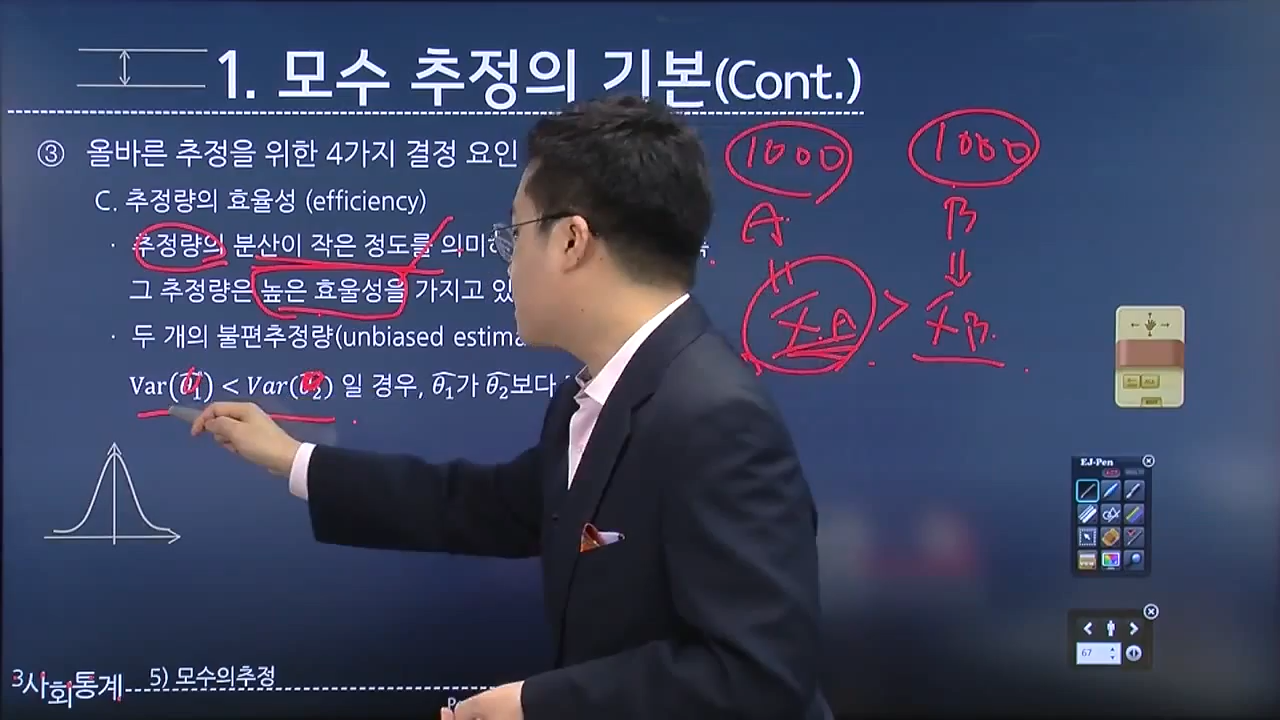 1. 모수 추정의 기본(Cont.)
③ 올바른 추정을 위한 4가지 결정 요인
C. 추정량의 효율성 (efficiency)
· 추정량의 분산이 작은 정도를
그 추정량은 높은 효울성을 가지고
· 두 개의 불편추정량(unbiased
Var(θ̂₁) < Var(θ̂₂) 일 경우, θ̂₁가 θ̂₂보다
1000 1000
A B
X̄A > X̄B
EJ-Pen
67
3사회통계
5) 모수의추정